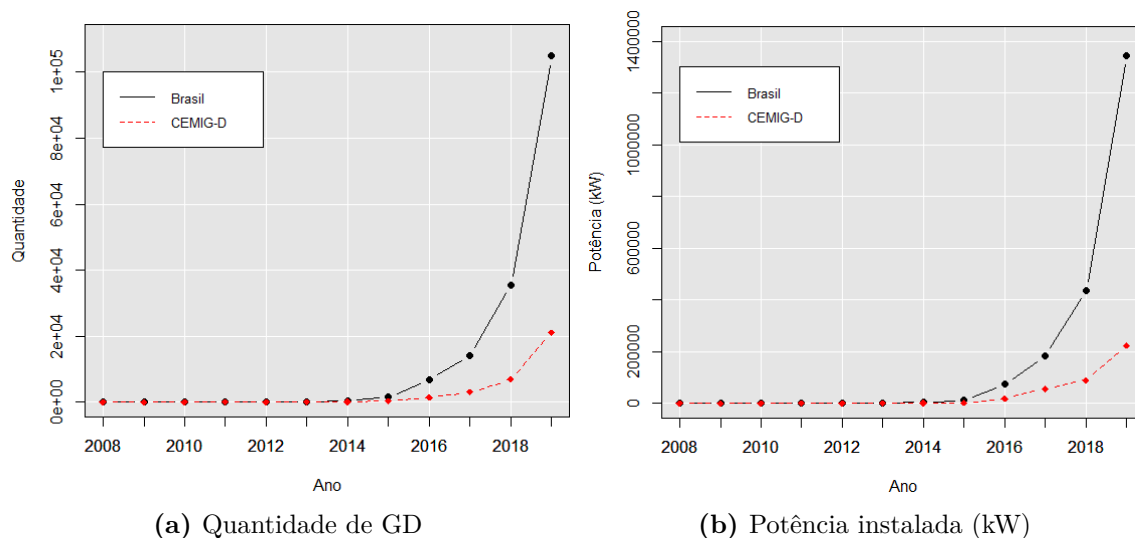 Quantidade
0e+00 2e+04 4e+04 6e+04 8e+04 1e+05
Brasil
CEMIG-D
2008 2010 2012 2014 2016 2018
Ano
(a) Quantidade de GD
Potência (kW)
0 200000 600000 1000000 1400000
Brasil
CEMIG-D
2008 2010 2012 2014 2016 2018
Ano
(b) Potência instalada (kW)